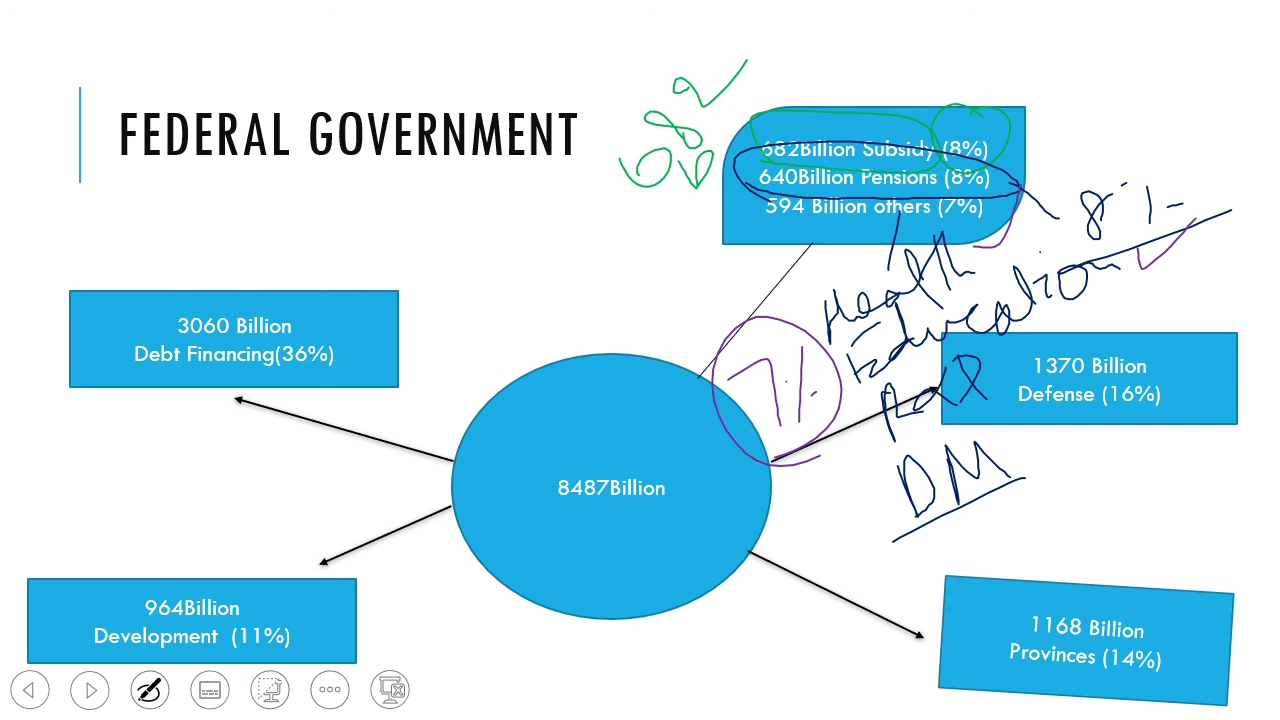 FEDERAL GOVERNMENT
682
682Billion Subsidy (8%)
640Billion Pensions (8%)
594 Billion others (7%)
8%
Health
Education
DM
7%
3060 Billion
Debt Financing(36%)
1370 Billion
Defense (16%)
8487Billion
964Billion
Development (11%)
1168 Billion
Provinces (14%)